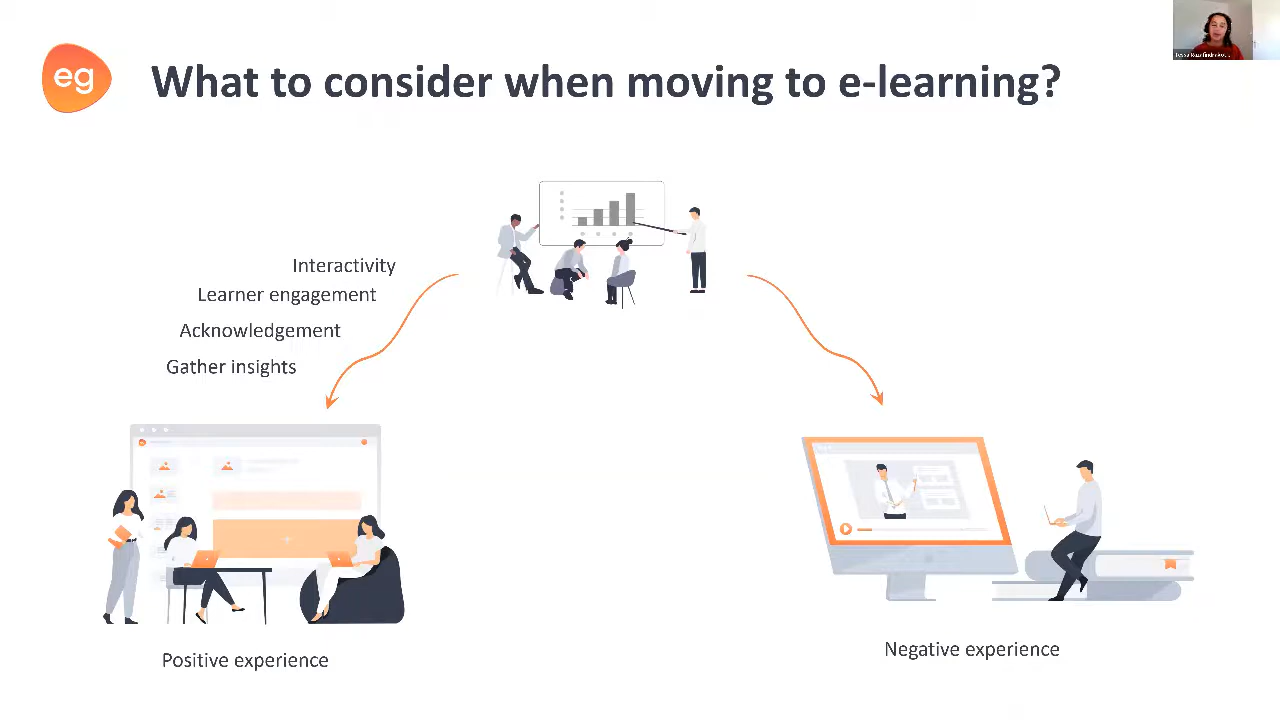 eg
What to consider when moving to e-learning?
Interactivity
Learner engagement
Acknowledgement
Gather insights
Positive experience
Negative experience